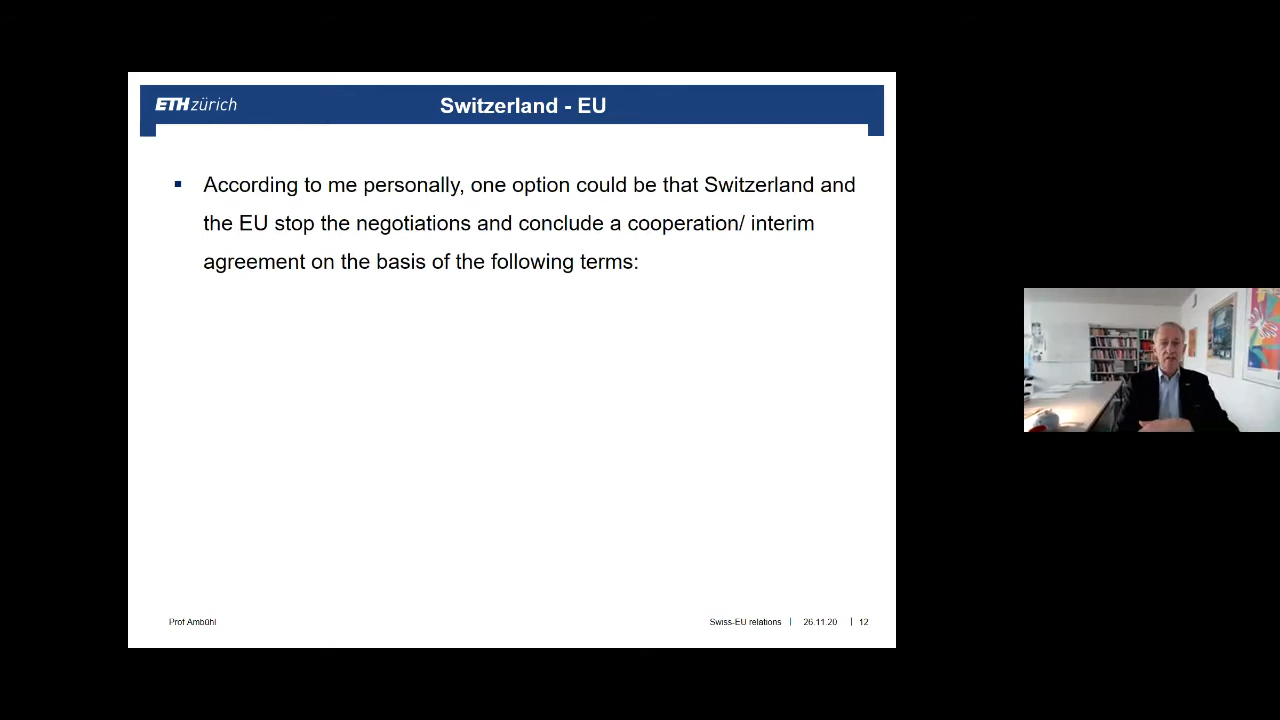 ETH zürich
Switzerland - EU
▪ According to me personally, one option could be that Switzerland and
the EU stop the negotiations and conclude a cooperation/ interim
agreement on the basis of the following terms:
Prof Ambühl
Swiss-EU relations | 26.11.20 | 12